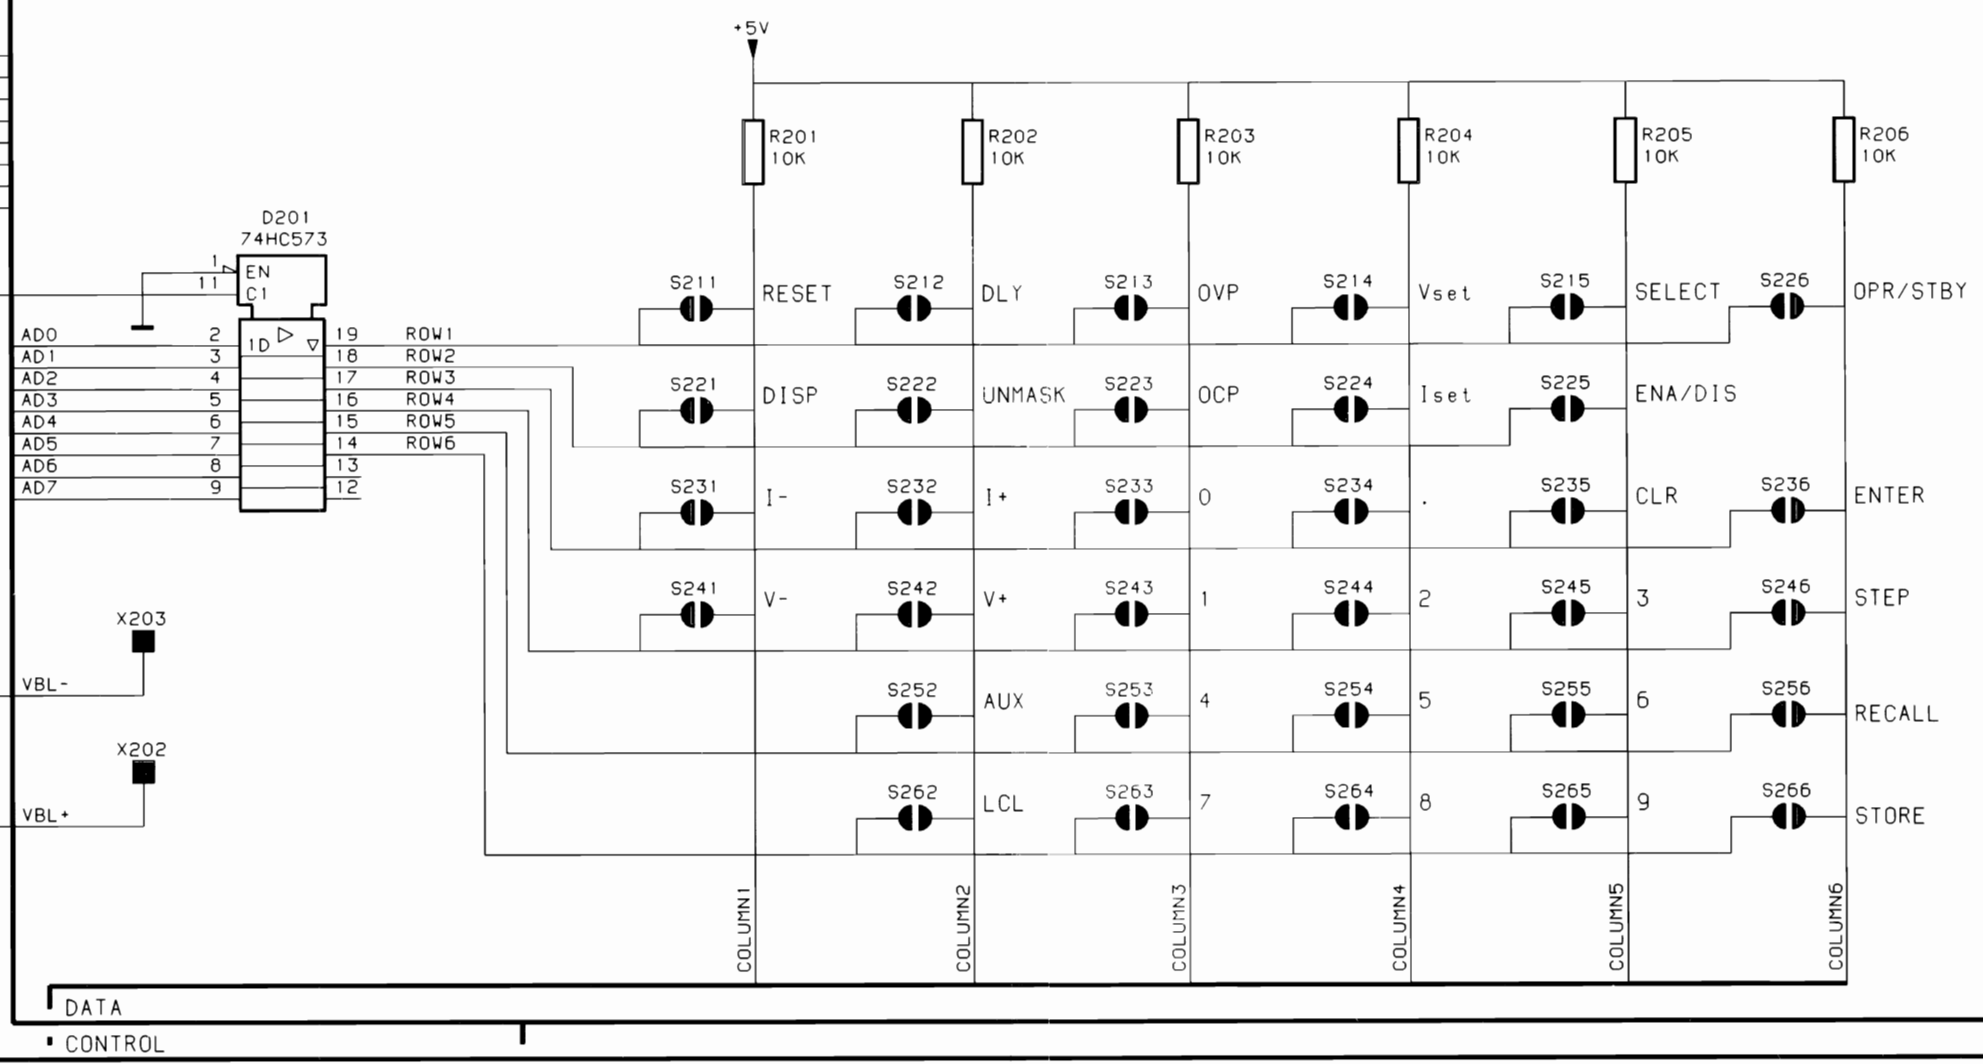 +5V
R201 R202 R203 R204 R205 R206
10K 10K 10K 10K 10K 10K
D201
74HC573
1 EN
11 C1
S211 RESET S212 DLY S213 OVP S214 Vset S215 SELECT S226 OPR/STBY
AD0 2 1D 19 ROW1
AD1 3 18 ROW2
AD2 4 17 ROW3
AD3 5 16 ROW4
AD4 6 15 ROW5
AD5 7 14 ROW6
AD6 8 13
AD7 9 12
S221 DISP S222 UNMASK S223 OCP S224 Iset S225 ENA/DIS
S231 I- S232 I+ S233 0 S234 . S235 CLR S236 ENTER
S241 V- S242 V+ S243 1 S244 2 S245 3 S246 STEP
X203
VBL-
S252 AUX S253 4 S254 5 S255 6 S256 RECALL
X202
VBL+
S262 LCL S263 7 S264 8 S265 9 S266 STORE
COLUMN1 COLUMN2 COLUMN3 COLUMN4 COLUMN5 COLUMN6
DATA
CONTROL